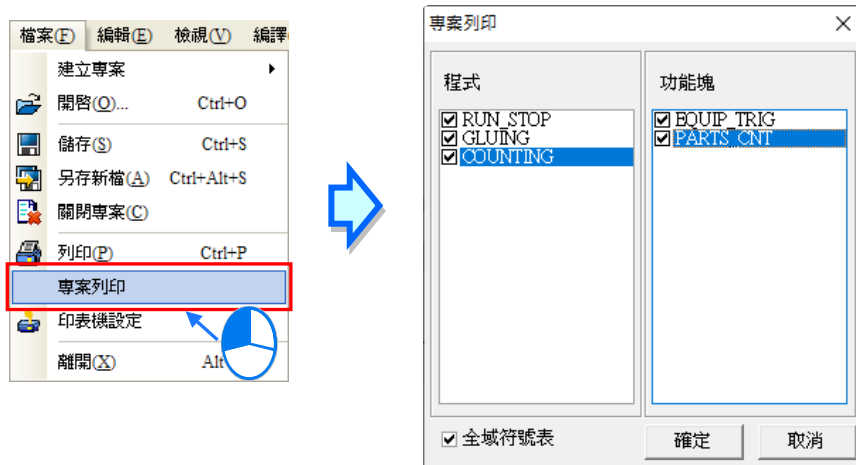 檔案(F) 編輯(E) 檢視(V) 編譯
建立專案
開啓(O)... Ctrl+O
儲存(S) Ctrl+S
另存新檔(A) Ctrl+Alt+S
關閉專案(C)
列印(P) Ctrl+P
專案列印
印表機設定
離開(X) Alt
專案列印
程式
RUN_STOP
GLUING
COUNTING
功能塊
EQUIP_TRIG
PARTS_CNT
全域符號表
確定
取消